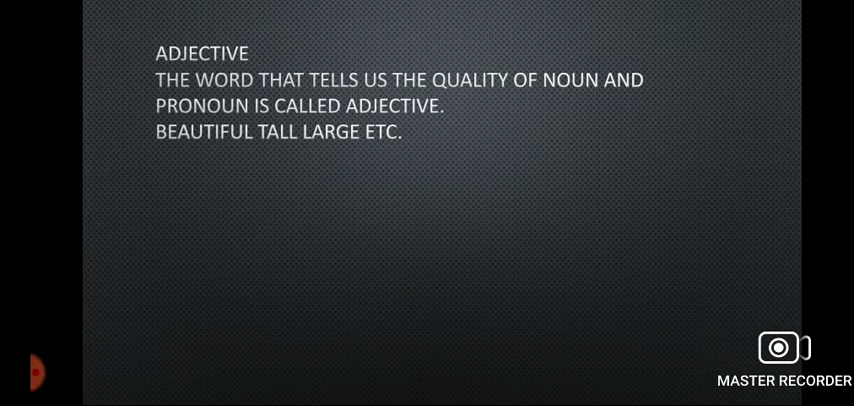 ADJECTIVE
THE WORD THAT TELLS US THE QUALITY OF NOUN AND
PRONOUN IS CALLED ADJECTIVE.
BEAUTIFUL TALL LARGE ETC.
MASTER RECORDER